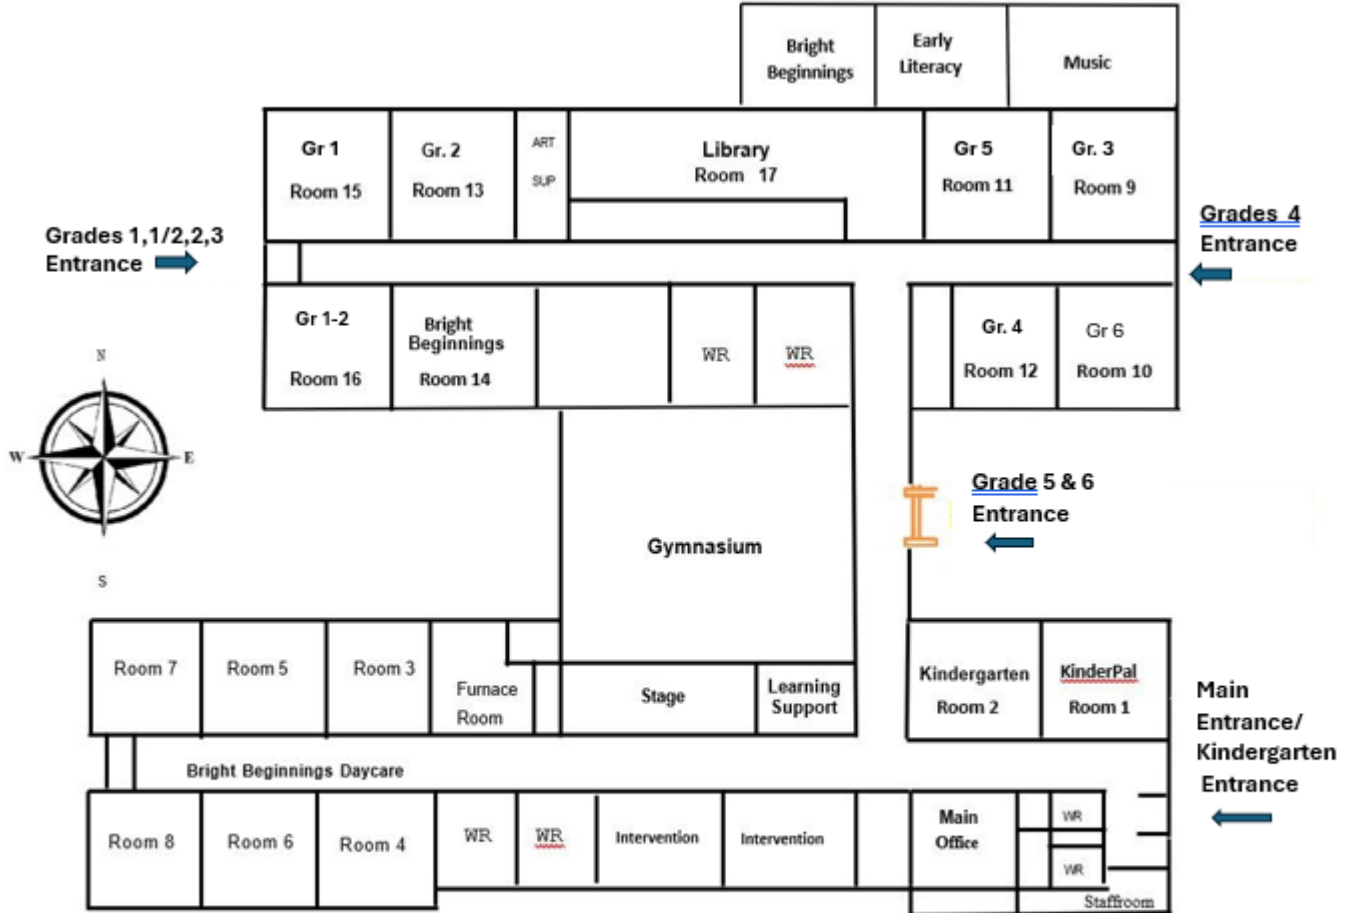 Bright
Beginnings
Early
Literacy
Music
Gr 1
Room 15
Gr. 2
Room 13
ART
SUP
Library
Room 17
Gr 5
Room 11
Gr. 3
Room 9
Grades 1,1/2,2,3
Entrance
Grades 4
Entrance
Gr 1-2
Room 16
Bright
Beginnings
Room 14
WR
WR
Gr. 4
Room 12
Gr 6
Room 10
N
W
E
S
Grade 5 & 6
Entrance
Gymnasium
Room 7
Room 5
Room 3
Furnace
Room
Stage
Learning
Support
Kindergarten
Room 2
KinderPal
Room 1
Main
Entrance/
Kindergarten
Entrance
Bright Beginnings Daycare
Room 8
Room 6
Room 4
WR
WR
Intervention
Intervention
Main
Office
WR
WR
Staffroom